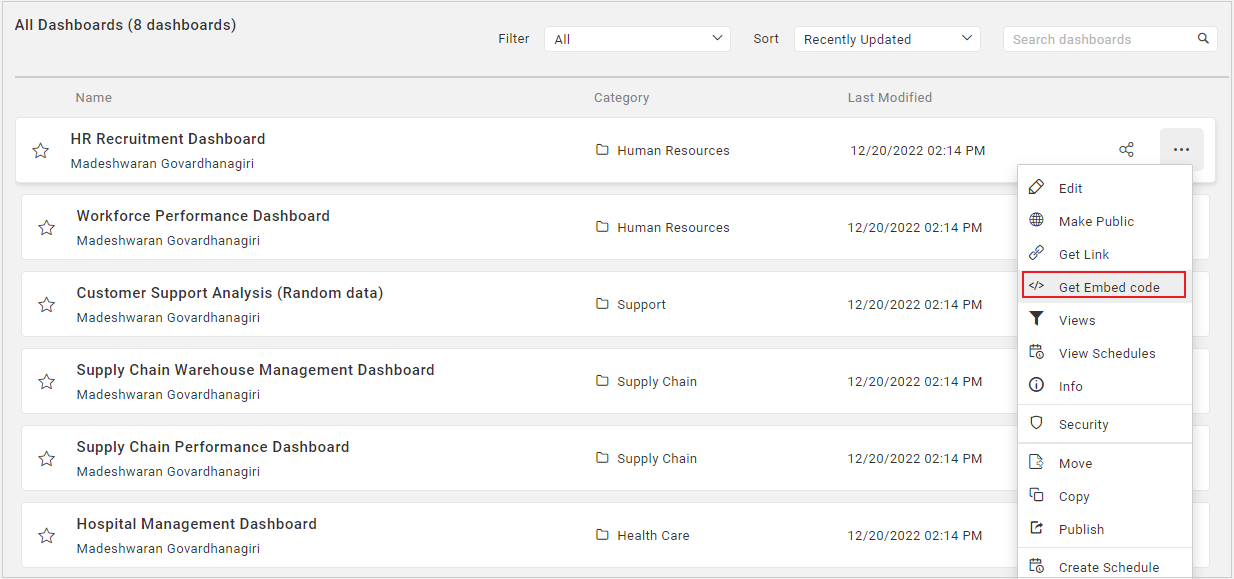 All Dashboards (8 dashboards)
Filter All Sort Recently Updated Search dashboards
Name Category Last Modified
HR Recruitment Dashboard
Madeshwaran Govardhanagiri
Human Resources 12/20/2022 02:14 PM
Workforce Performance Dashboard
Madeshwaran Govardhanagiri
Human Resources 12/20/2022 02:14 PM
Customer Support Analysis (Random data)
Madeshwaran Govardhanagiri
Support 12/20/2022 02:14 PM
Supply Chain Warehouse Management Dashboard
Madeshwaran Govardhanagiri
Supply Chain 12/20/2022 02:14 PM
Supply Chain Performance Dashboard
Madeshwaran Govardhanagiri
Supply Chain 12/20/2022 02:14 PM
Hospital Management Dashboard
Madeshwaran Govardhanagiri
Health Care 12/20/2022 02:14 PM
Edit
Make Public
Get Link
Get Embed code
Views
View Schedules
Info
Security
Move
Copy
Publish
Create Schedule